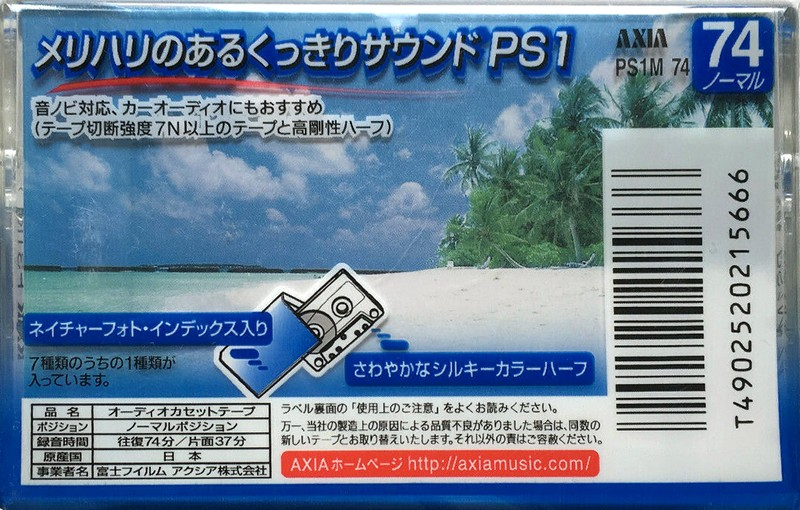 メリハリのあるくっきりサウンド PS1
AXIA
PS1M 74
74
ノーマル
音ノビ対応、カーオーディオにもおすすめ
(テープ切断強度7N以上のテープと高剛性ハーフ)
T4902520215666
ネイチャーフォト・インデックス入り
7種類のうちの1種類が
入っています。
さわやかなシルキーカラーハーフ
品 名 オーディオカセットテープ
ポジション ノーマルポジション
録音時間 往復74分/片面37分
原産国 日 本
事業者名 富士フイルム アクシア株式会社
ラベル裏面の「使用上のご注意」をよくお読みください。
万一、当社の製造上の原因による品質不良がありました場合は、同数の
新しいテープとお取り替えいたします。それ以外の責はご容赦ください。
AXIAホームページ http://axiamusic.com/